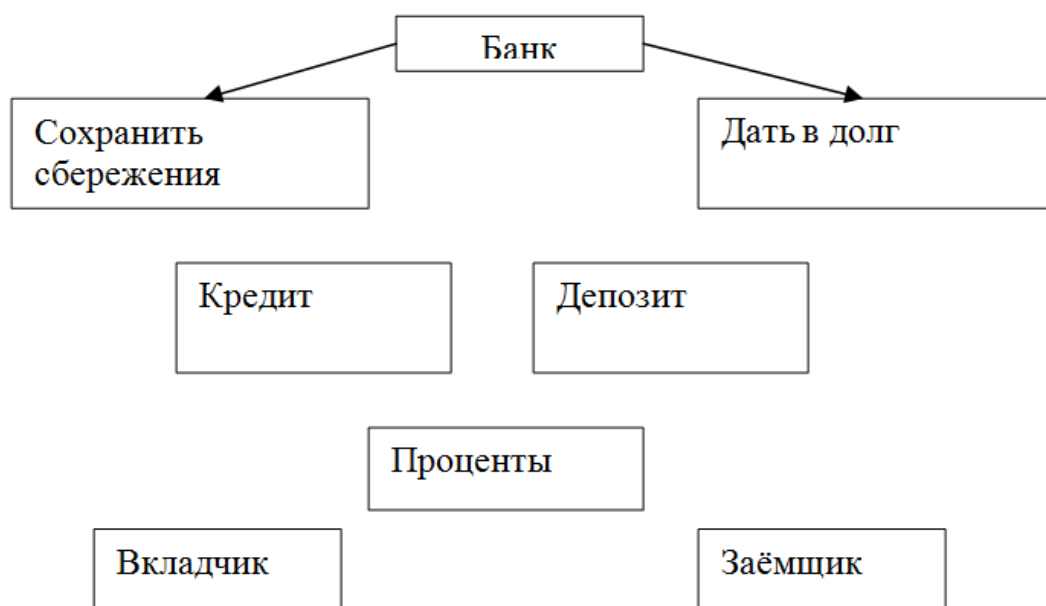 Банк
Сохранить
сбережения
Дать в долг
Кредит
Депозит
Проценты
Вкладчик
Заёмщик